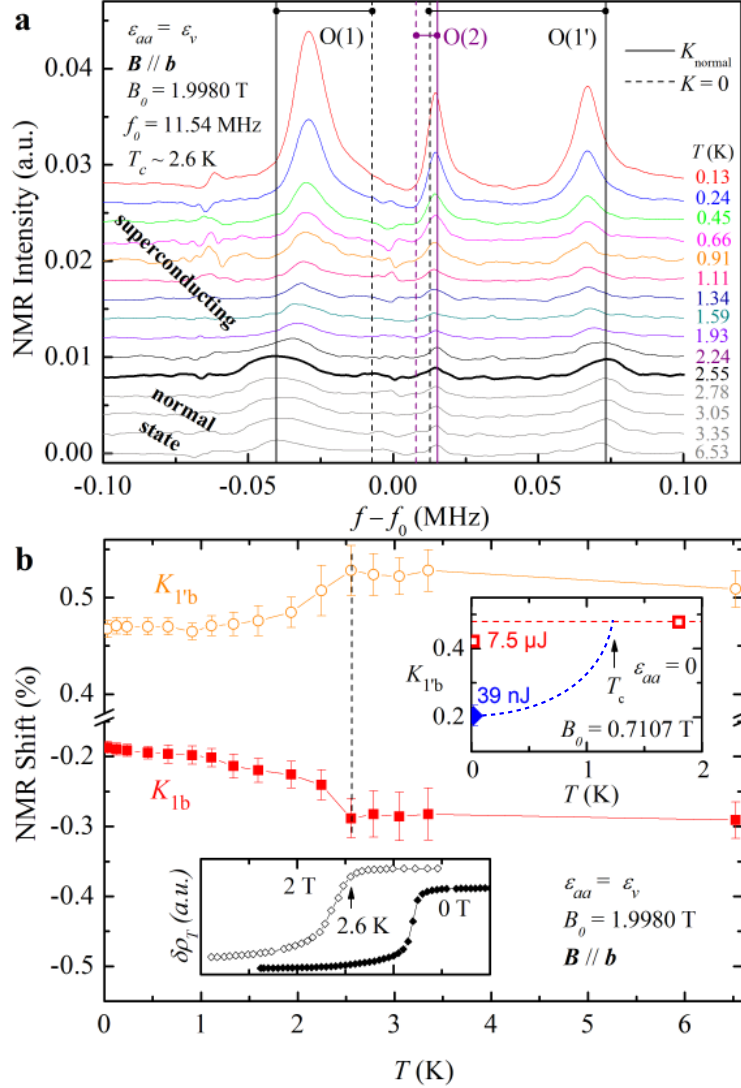 a
O(1)
O(2)
O(1')
ε_aa = ε_v
B // b
B_0 = 1.9980 T
f_0 = 11.54 MHz
T_c ~ 2.6 K
K_normal
K = 0
T (K)
0.13
0.24
0.45
0.66
0.91
1.11
1.34
1.59
1.93
2.24
2.55
2.78
3.05
3.35
6.53
superconducting
normal
state
NMR Intensity (a.u.)
0.04
0.03
0.02
0.01
0.00
-0.10
-0.05
0.00
0.05
0.10
f – f_0 (MHz)
b
K_1'b
K_1b
NMR Shift (%)
0.5
0.4
-0.2
-0.3
-0.4
-0.5
0
1
2
3
4
5
6
T (K)
K_1'b
0.4
0.2
7.5 µJ
39 nJ
T_c
ε_aa = 0
B_0 = 0.7107 T
0
1
2
T (K)
δρ_T (a.u.)
2 T
0 T
2.6 K
ε_aa = ε_v
B_0 = 1.9980 T
B // b